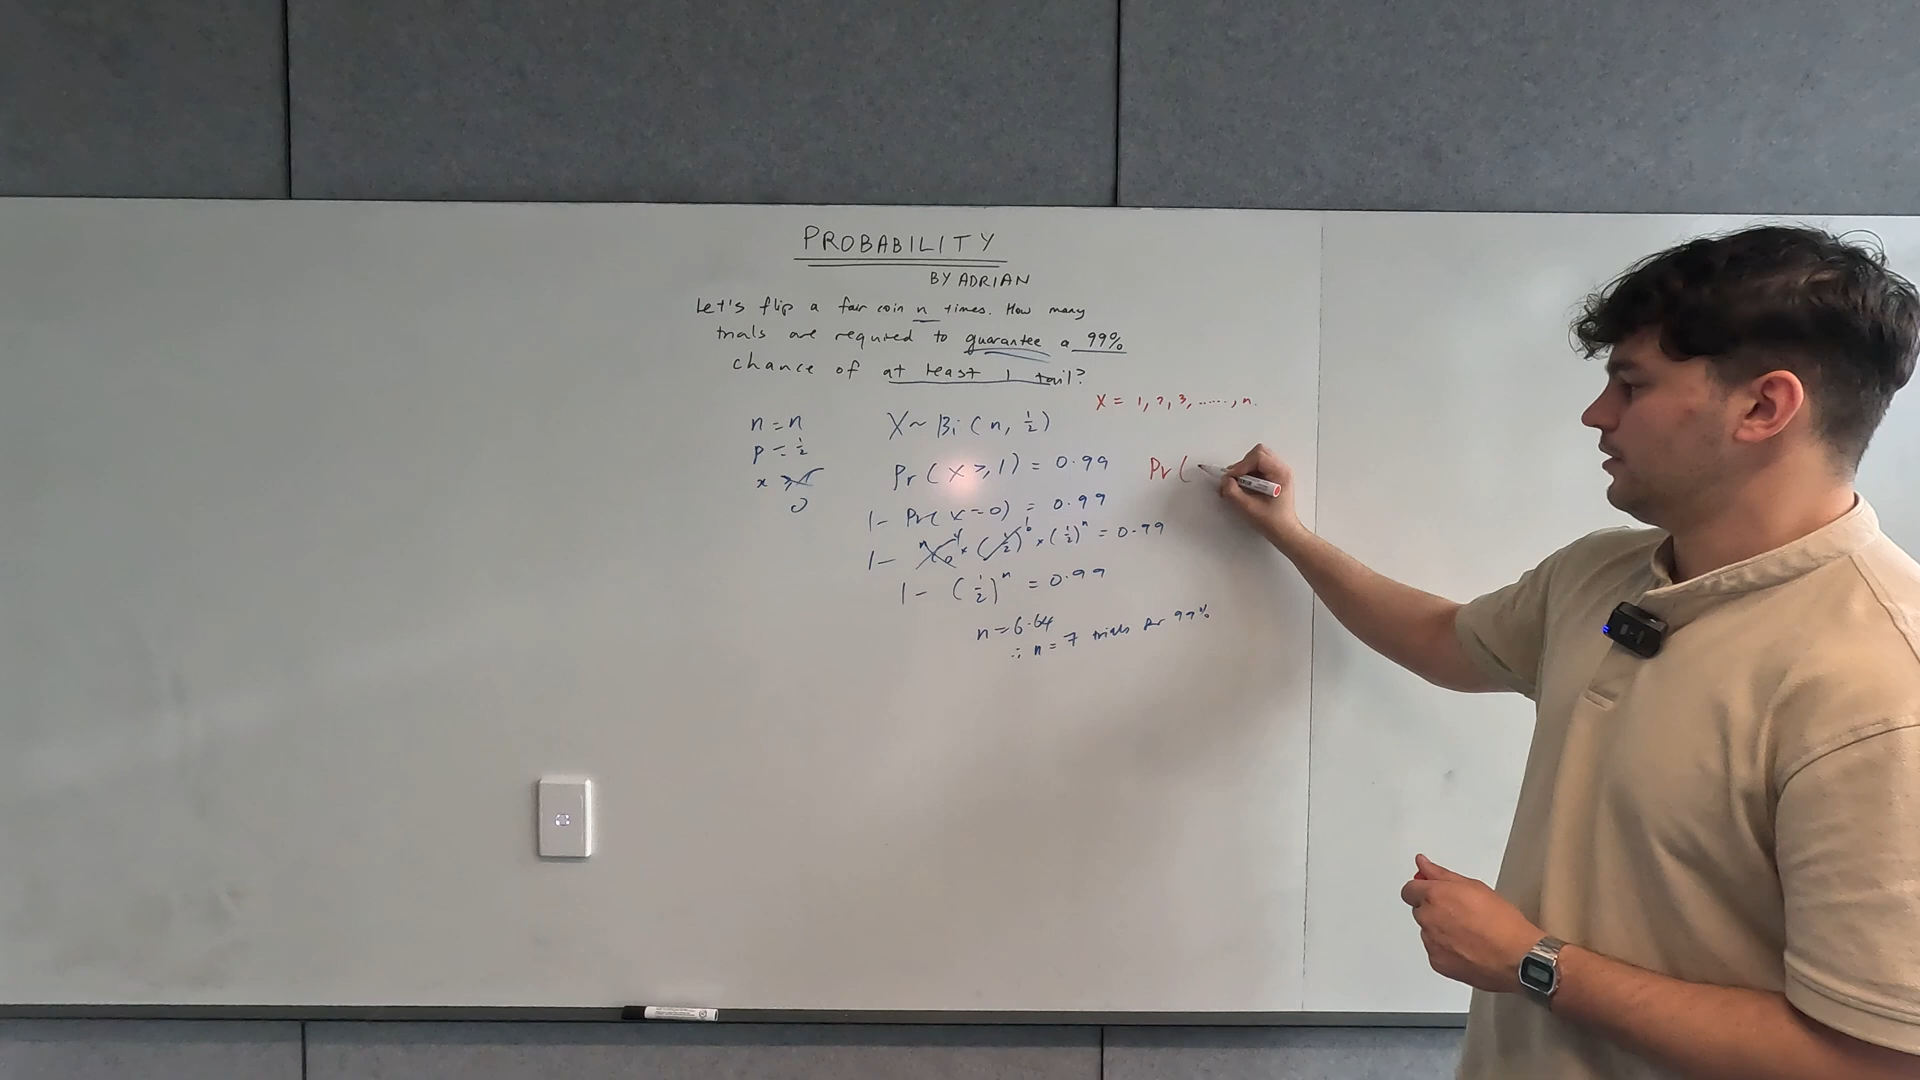 PROBABILITY
BY ADRIAN
Let's flip a fair coin n times. How many
trials are required to guarantee a 99%
chance of at least 1 tail?
X = 1, 2, 3, ......, n.
n = n
p = 1/2
x ≥
0
X ~ Bi (n, 1/2)
Pr (X ≥ 1) = 0.99
Pr (
1 - Pr (x = 0) = 0.99
1 - ⁿC₀ × (1/2)⁰ × (1/2)ⁿ = 0.99
1 - (1/2)ⁿ = 0.99
n = 6.64
∴ n = 7 trials for 99%